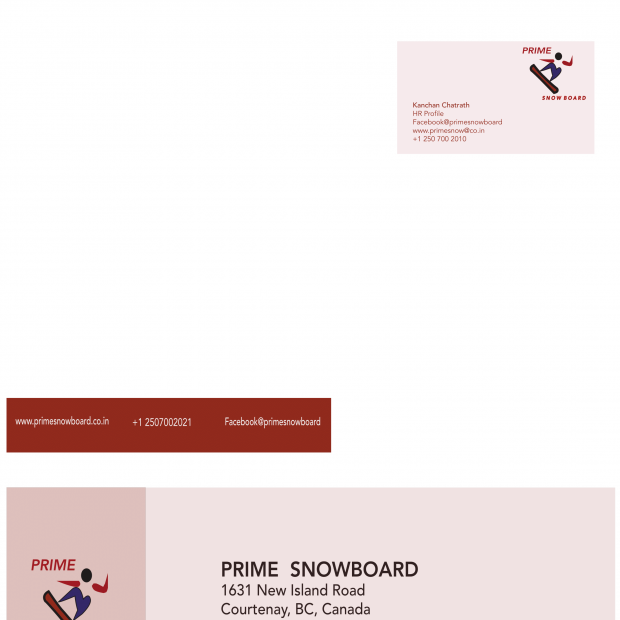 PRIME
SNOW BOARD
Kanchan Chatrath
HR Profile
Facebook@primesnowboard
www.primesnow@co.in
+1 250 700 2010
www.primesnowboard.co.in +1 2507002021 Facebook@primesnowboard
PRIME
PRIME SNOWBOARD
1631 New Island Road
Courtenay, BC, Canada